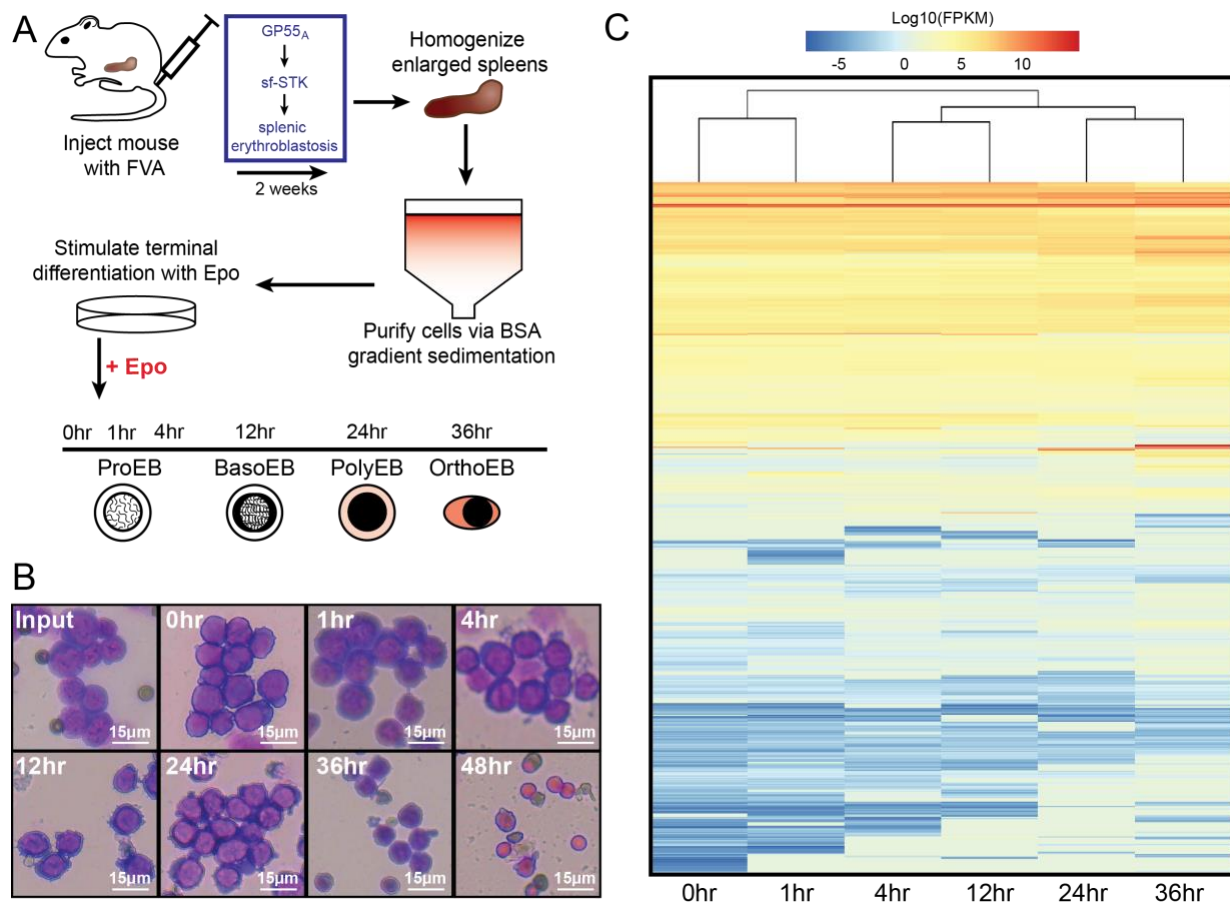 A
GP55A
sf-STK
splenic
erythroblastosis
2 weeks
Inject mouse
with FVA
Homogenize
enlarged spleens
Purify cells via BSA
gradient sedimentation
Stimulate terminal
differentiation with Epo
+ Epo
0hr 1hr 4hr 12hr 24hr 36hr
ProEB BasoEB PolyEB OrthoEB
B
Input 0hr 1hr 4hr
15µm 15µm 15µm 15µm
12hr 24hr 36hr 48hr
15µm 15µm 15µm 15µm
C
Log10(FPKM)
-5 0 5 10
0hr 1hr 4hr 12hr 24hr 36hr